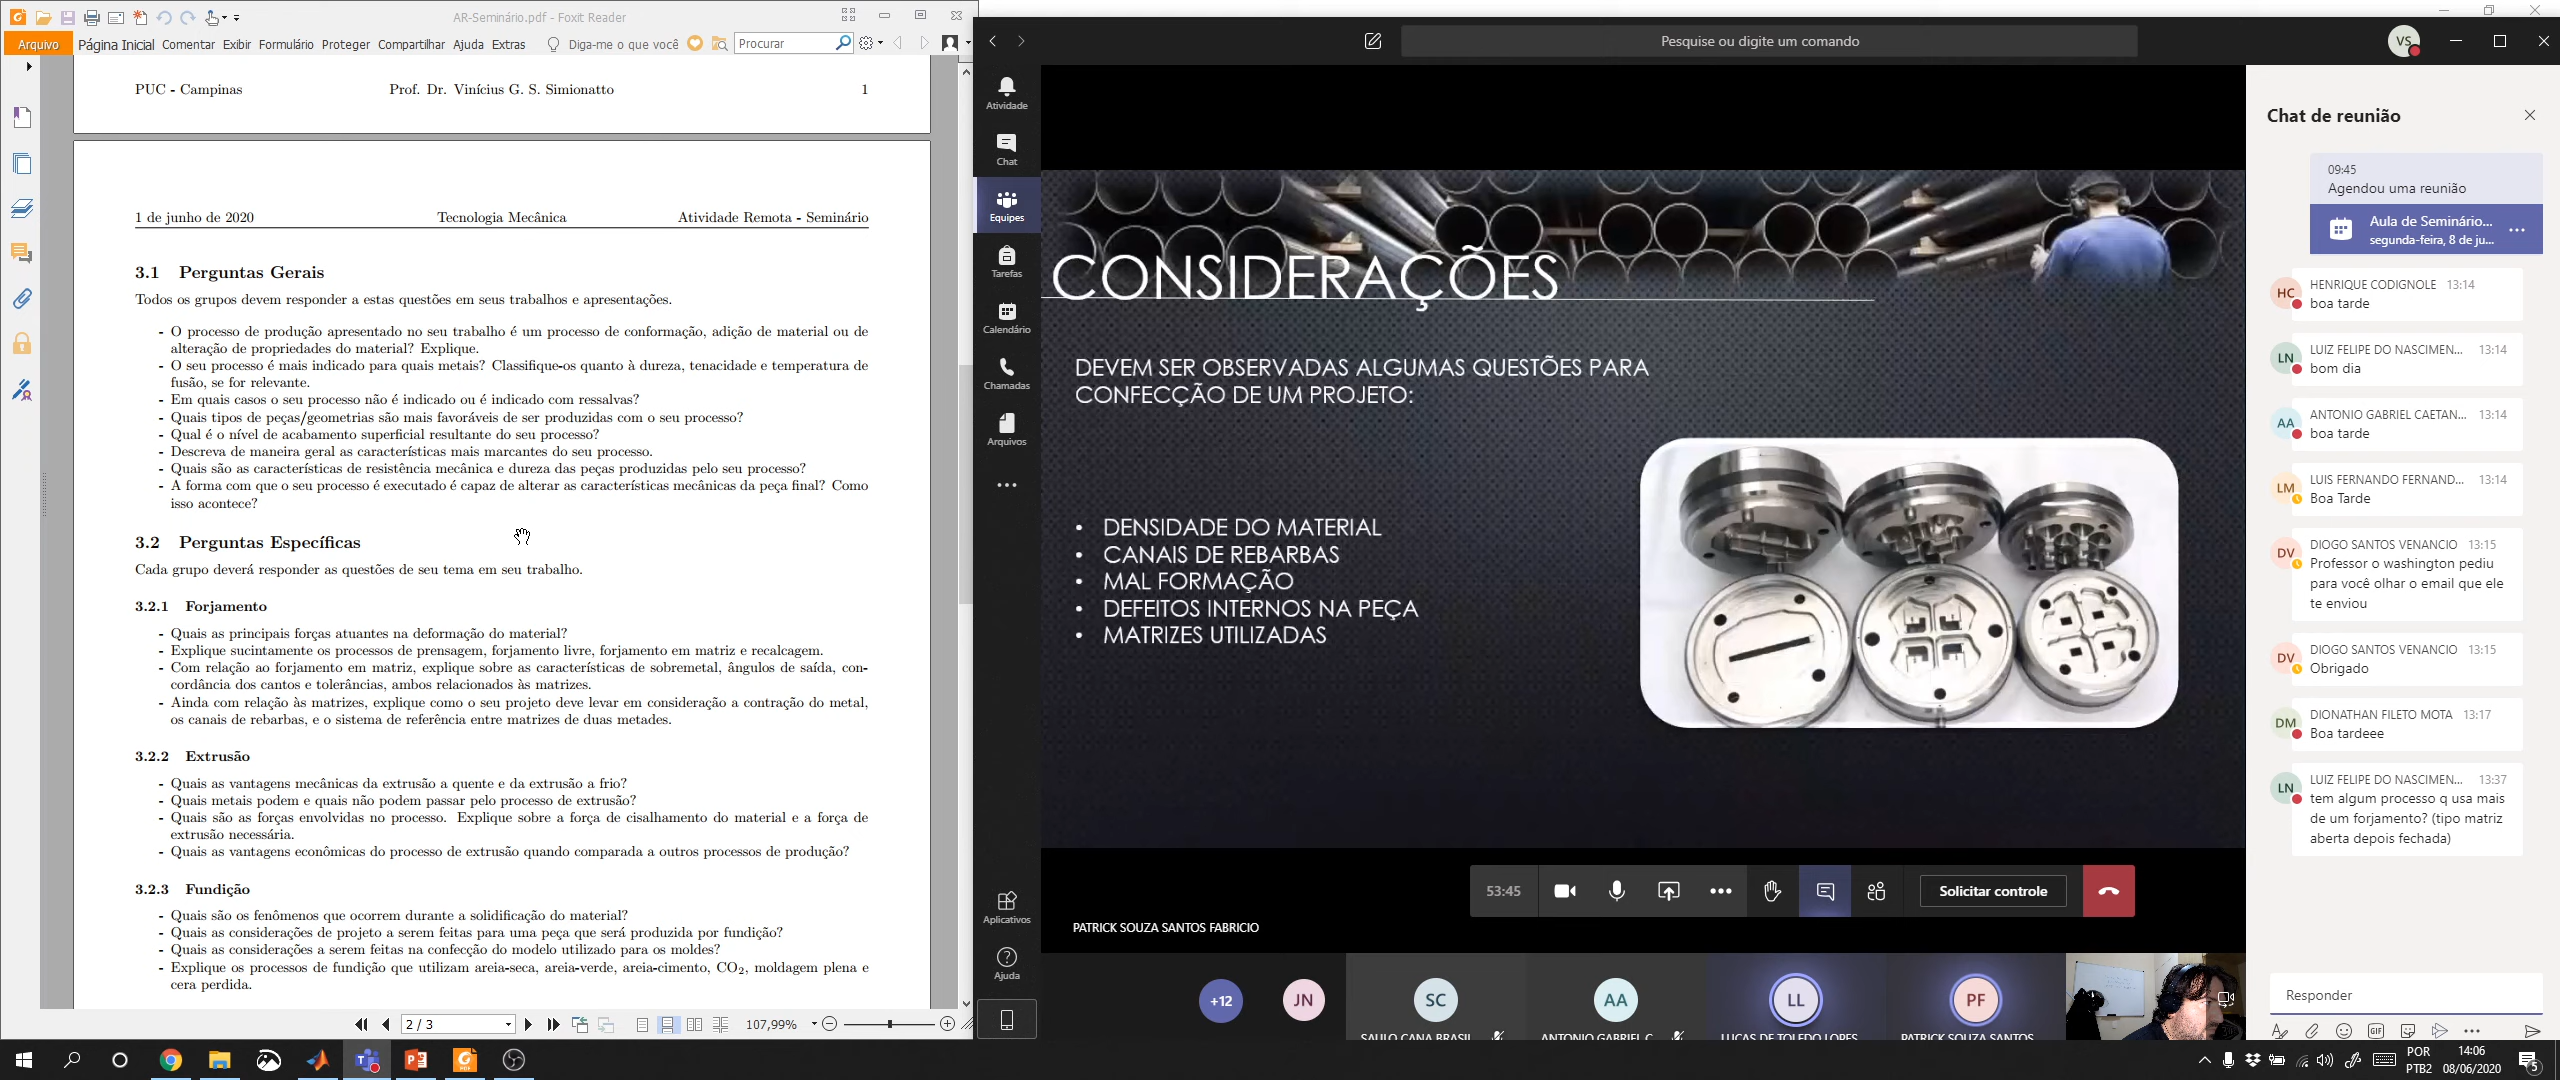 AR-Seminário.pdf - Foxit Reader
Arquivo Página Inicial Comentar Exibir Formulário Proteger Compartilhar Ajuda Extras Diga-me o que você Procurar
PUC - Campinas Prof. Dr. Vinícius G. S. Simionatto 1
1 de junho de 2020 Tecnologia Mecânica Atividade Remota - Seminário
3.1 Perguntas Gerais
Todos os grupos devem responder a estas questões em seus trabalhos e apresentações.
- O processo de produção apresentado no seu trabalho é um processo de conformação, adição de material ou de
alteração de propriedades do material? Explique.
- O seu processo é mais indicado para quais metais? Classifique-os quanto à dureza, tenacidade e temperatura de
fusão, se for relevante.
- Em quais casos o seu processo não é indicado ou é indicado com ressalvas?
- Quais tipos de peças/geometrias são mais favoráveis de ser produzidas com o seu processo?
- Qual é o nível de acabamento superficial resultante do seu processo?
- Descreva de maneira geral as características mais marcantes do seu processo.
- Quais são as características de resistência mecânica e dureza das peças produzidas pelo seu processo?
- A forma com que o seu processo é executado é capaz de alterar as características mecânicas da peça final? Como
isso acontece?
3.2 Perguntas Específicas
Cada grupo deverá responder as questões de seu tema em seu trabalho.
3.2.1 Forjamento
- Quais as principais forças atuantes na deformação do material?
- Explique sucintamente os processos de prensagem, forjamento livre, forjamento em matriz e recalcagem.
- Com relação ao forjamento em matriz, explique sobre as características de sobremetal, ângulos de saída, con-
cordância dos cantos e tolerâncias, ambos relacionados às matrizes.
- Ainda com relação às matrizes, explique como o seu projeto deve levar em consideração a contração do metal,
os canais de rebarbas, e o sistema de referência entre matrizes de duas metades.
3.2.2 Extrusão
- Quais as vantagens mecânicas da extrusão a quente e da extrusão a frio?
- Quais metais podem e quais não podem passar pelo processo de extrusão?
- Quais são as forças envolvidas no processo. Explique sobre a força de cisalhamento do material e a força de
extrusão necessária.
- Quais as vantagens econômicas do processo de extrusão quando comparada a outros processos de produção?
3.2.3 Fundição
- Quais são os fenômenos que ocorrem durante a solidificação do material?
- Quais as considerações de projeto a serem feitas para uma peça que será produzida por fundição?
- Quais as considerações a serem feitas na confecção do modelo utilizado para os moldes?
- Explique os processos de fundição que utilizam areia-seca, areia-verde, areia-cimento, CO₂, moldagem plena e
cera perdida.
2 / 3 107,99%
Pesquise ou digite um comando
VS
Atividade
Chat
Equipes
Tarefas
Calendário
Chamadas
Arquivos
Aplicativos
Ajuda
CONSIDERAÇÕES
DEVEM SER OBSERVADAS ALGUMAS QUESTÕES PARA
CONFECÇÃO DE UM PROJETO:
• DENSIDADE DO MATERIAL
• CANAIS DE REBARBAS
• MAL FORMAÇÃO
• DEFEITOS INTERNOS NA PEÇA
• MATRIZES UTILIZADAS
53:45 Solicitar controle
PATRICK SOUZA SANTOS FABRICIO
+12 JN SC AA LL PF
SAULO CANA BRASIL ANTONIO GABRIEL C... LUCAS DE TOLEDO LOPES PATRICK SOUZA SANTOS
Chat de reunião
09:45
Agendou uma reunião
Aula de Seminário...
segunda-feira, 8 de ju...
HC HENRIQUE CODIGNOLE 13:14
boa tarde
LN LUIZ FELIPE DO NASCIMEN... 13:14
bom dia
AA ANTONIO GABRIEL CAETAN... 13:14
boa tarde
LM LUIS FERNANDO FERNAND... 13:14
Boa Tarde
DV DIOGO SANTOS VENANCIO 13:15
Professor o washington pediu
para você olhar o email que ele
te enviou
DV DIOGO SANTOS VENANCIO 13:15
Obrigado
DM DIONATHAN FILETO MOTA 13:17
Boa tardeee
LN LUIZ FELIPE DO NASCIMEN... 13:37
tem algum processo q usa mais
de um forjamento? (tipo matriz
aberta depois fechada)
Responder
GIF
POR
PTB2
14:06
08/06/2020
5